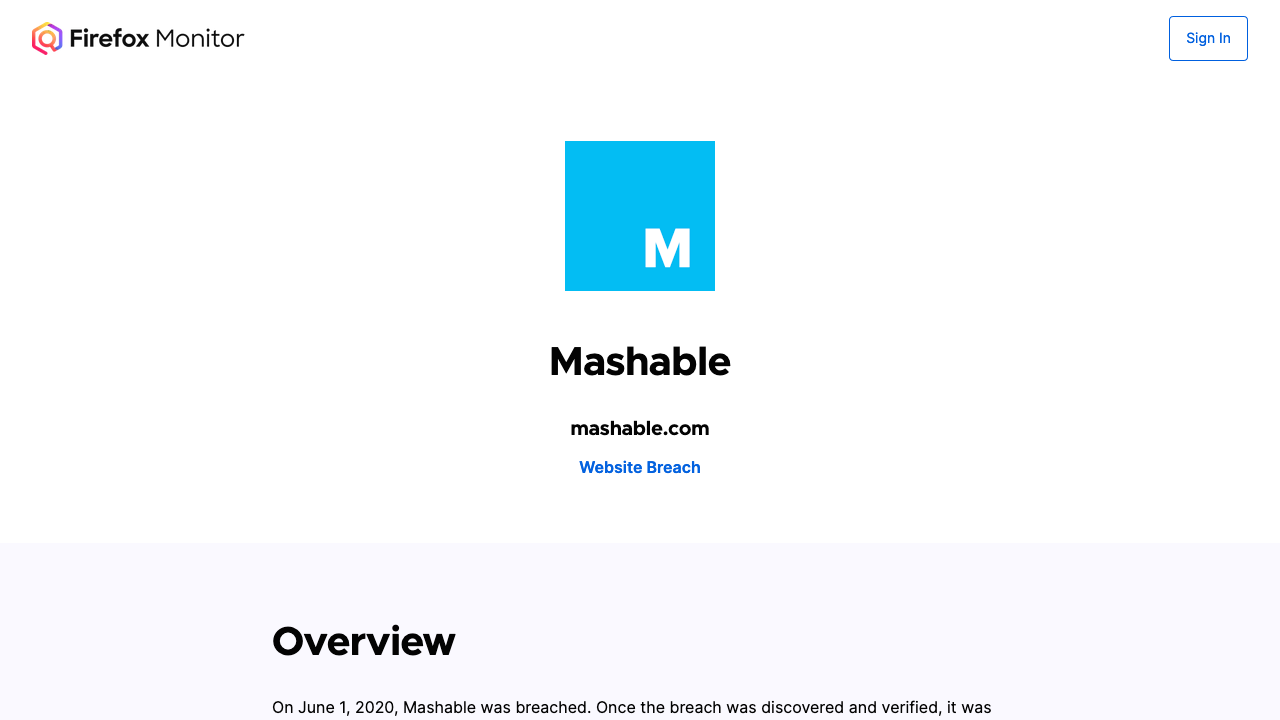 Firefox Monitor
Sign In
M
Mashable
mashable.com
Website Breach
Overview
On June 1, 2020, Mashable was breached. Once the breach was discovered and verified, it was